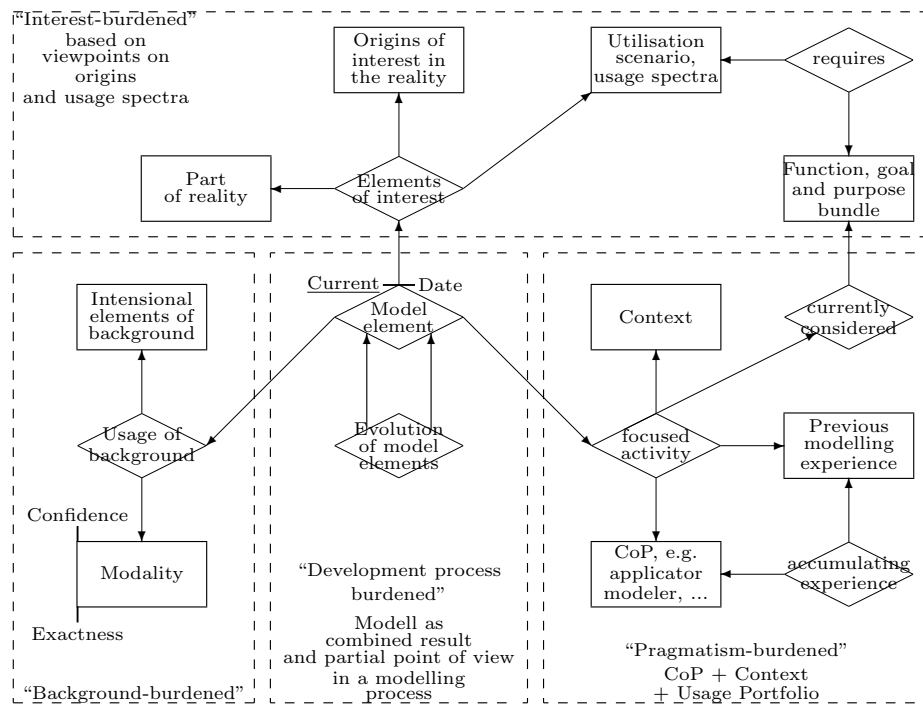 “Interest-burdened”
based on
viewpoints on
origins
and usage spectra
Origins of
interest in
the reality
Utilisation
scenario,
usage spectra
requires
Part
of reality
Elements
of interest
Function, goal
and purpose
bundle
Current
Date
Intensional
elements of
background
Model
element
Context
currently
considered
Usage of
background
Evolution
of model
elements
focused
activity
Previous
modelling
experience
Confidence
Modality
Exactness
“Development process
burdened”
Modell as
combined result
and partial point of view
in a modelling
process
CoP, e.g.
applicator
modeler, ...
accumulating
experience
“Background-burdened”
“Pragmatism-burdened”
CoP + Context
+ Usage Portfolio